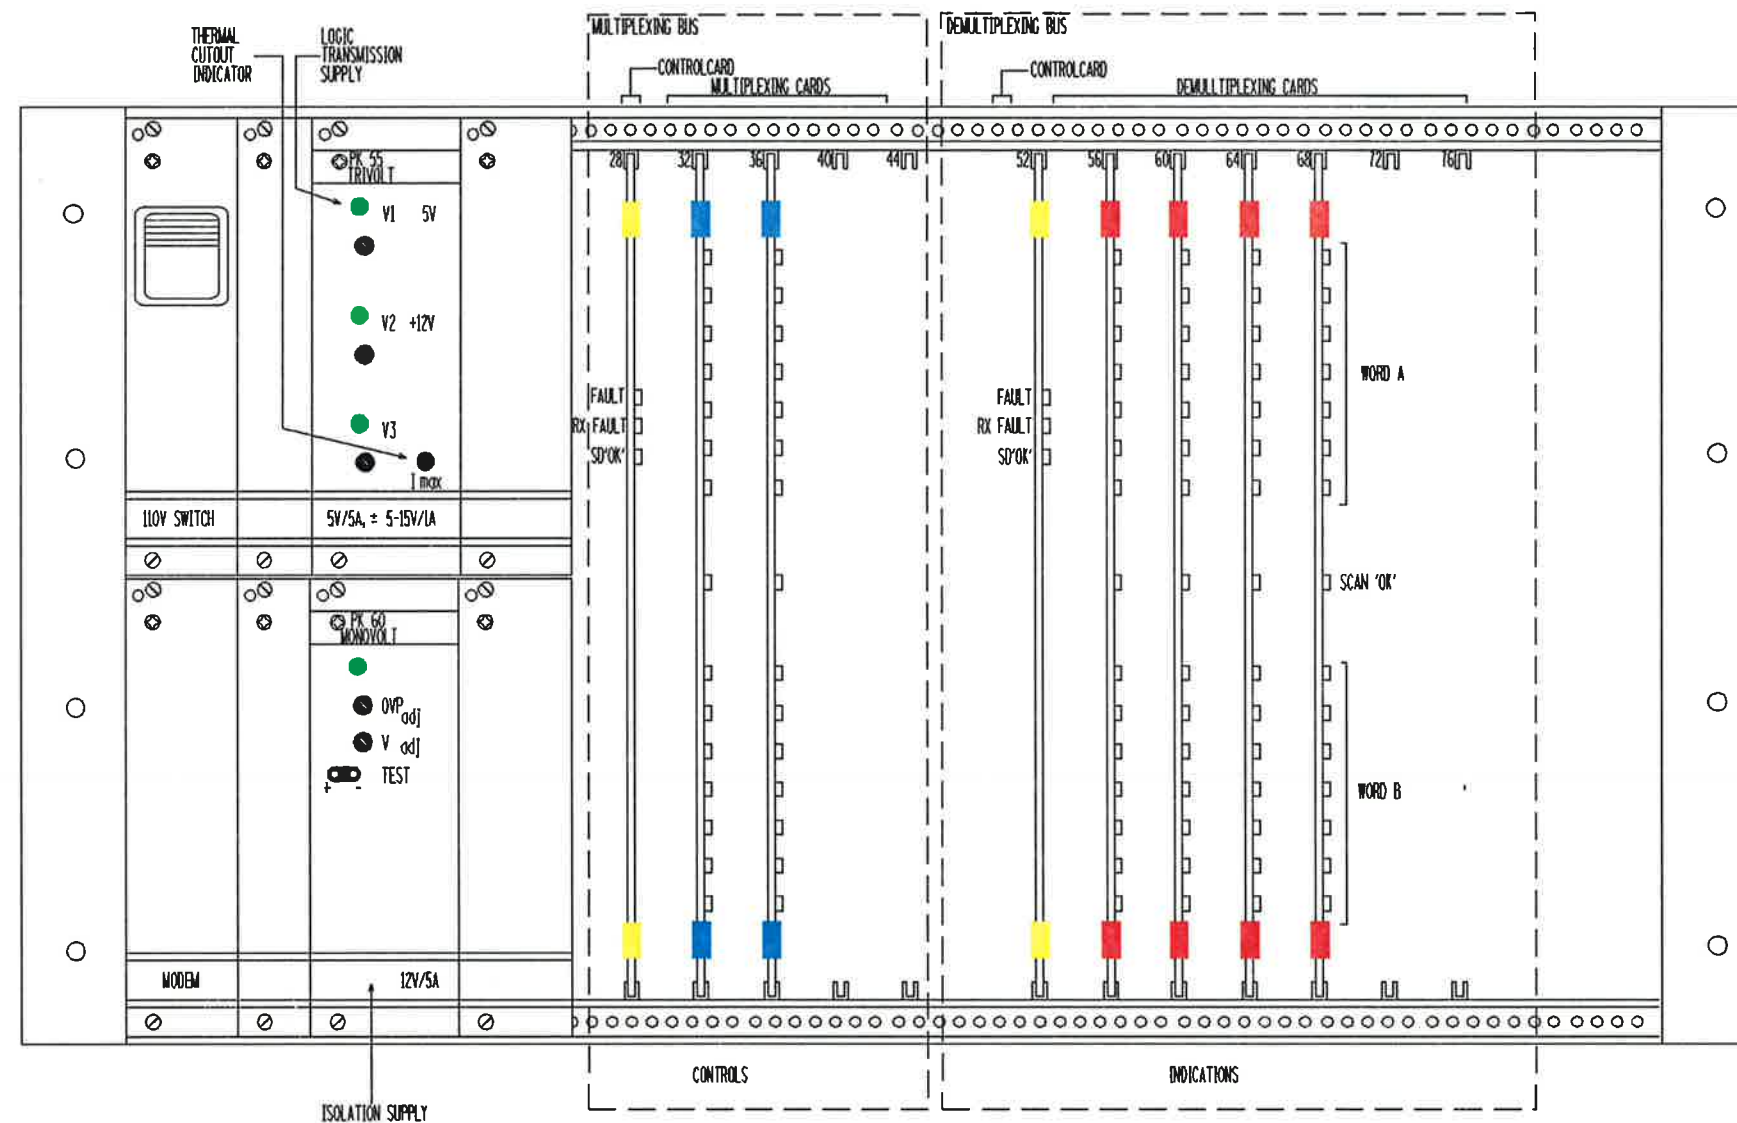 THERMAL
CUTOUT
INDICATOR
LOGIC
TRANSMISSION
SUPPLY
MULTIPLEXING BUS
CONTROLCARD
MULTIPLEXING CARDS
DEMULTIPLEXING BUS
CONTROLCARD
DEMULLTIPLEXING CARDS
28 32 36 40 44
52 56 60 64 68 72 76
PK 55
TRIVOLT
V1 5V
V2 +12V
V3
I max
110V SWITCH
5V/5A, ± 5-15V/1A
FAULT
RX FAULT
SD'OK'
FAULT
RX FAULT
SD'OK'
WORD A
SCAN 'OK'
WORD B
PK 60
MONOVOLT
OVP adj
V adj
TEST
+ -
MODEM
12V/5A
ISOLATION SUPPLY
CONTROLS
INDICATIONS